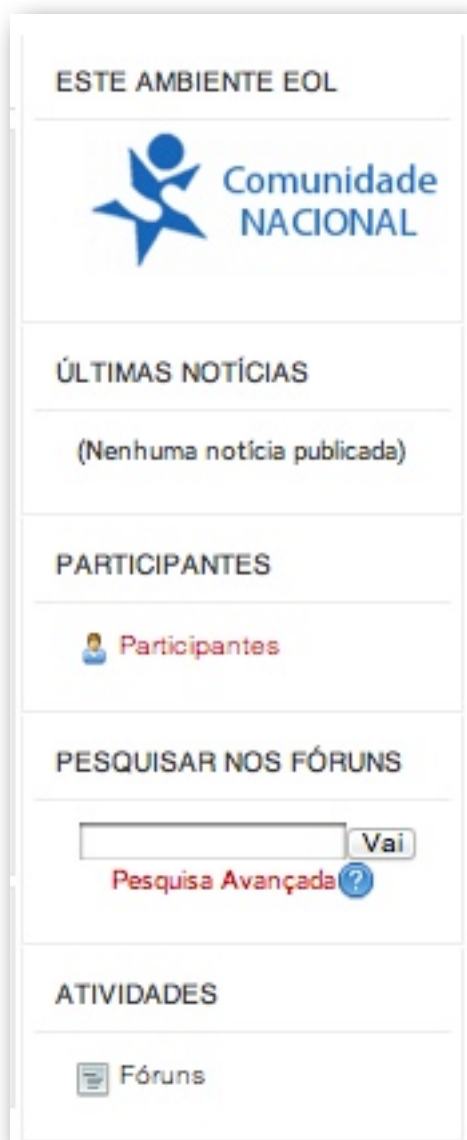 ESTE AMBIENTE EOL
Comunidade
NACIONAL
ÚLTIMAS NOTÍCIAS
(Nenhuma notícia publicada)
PARTICIPANTES
Participantes
PESQUISAR NOS FÓRUNS
Vai
Pesquisa Avançada ?
ATIVIDADES
Fóruns